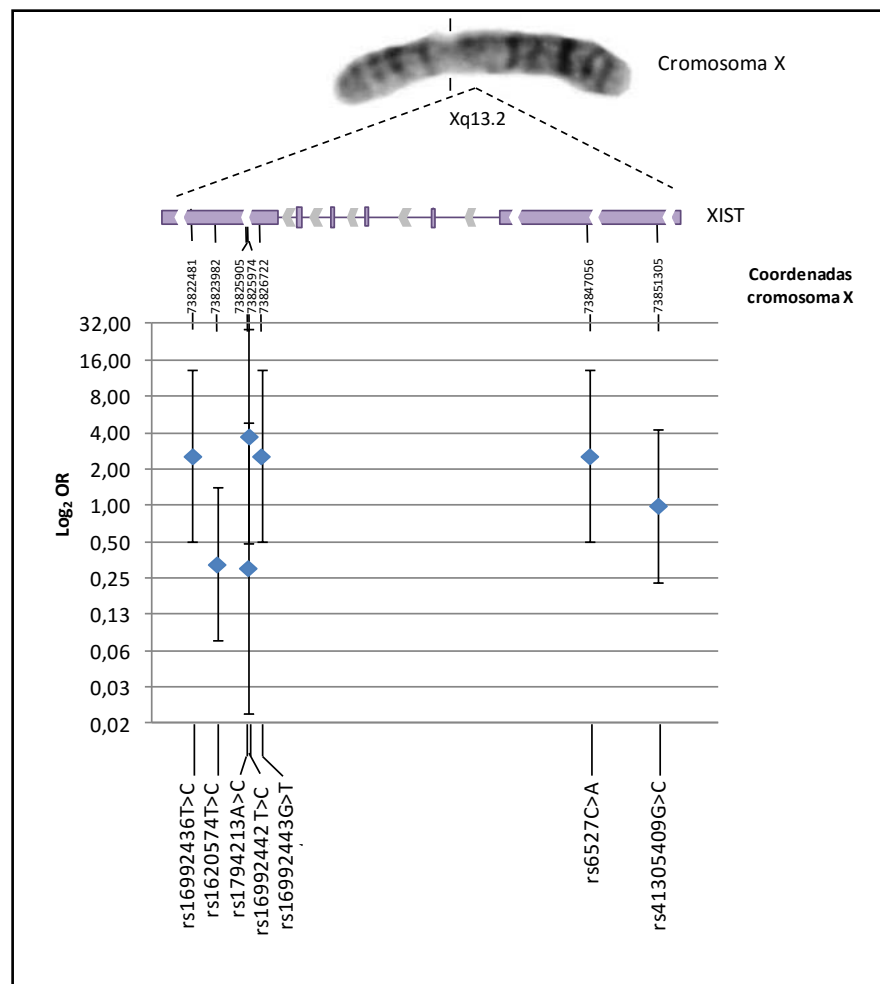 Cromosoma X
Xq13.2
XIST
73822481
73823982
73825905
73825974
73826722
73847056
73851305
Coordenadas
cromosoma X
32,00
16,00
8,00
4,00
2,00
1,00
0,50
0,25
0,13
0,06
0,03
0,02
Log₂ OR
rs16992436T>C
rs1620574T>C
rs1794213A>C
rs16992442T>C
rs16992443G>T
rs6527C>A
rs41305409G>C